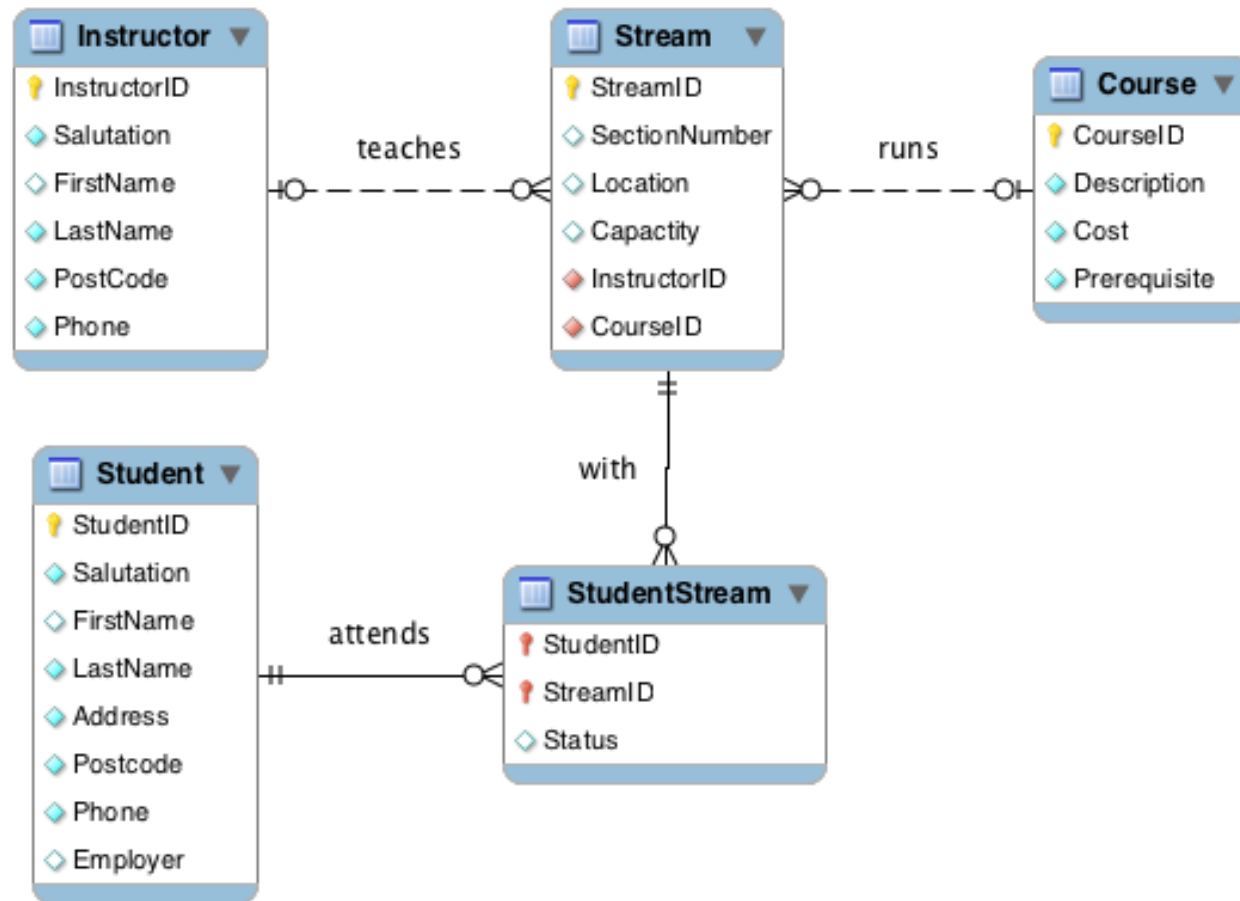 Instructor
InstructorID
Salutation
FirstName
LastName
PostCode
Phone
teaches
Stream
StreamID
SectionNumber
Location
Capactity
InstructorID
CourseID
runs
Course
CourseID
Description
Cost
Prerequisite
with
Student
StudentID
Salutation
FirstName
LastName
Address
Postcode
Phone
Employer
attends
StudentStream
StudentID
StreamID
Status